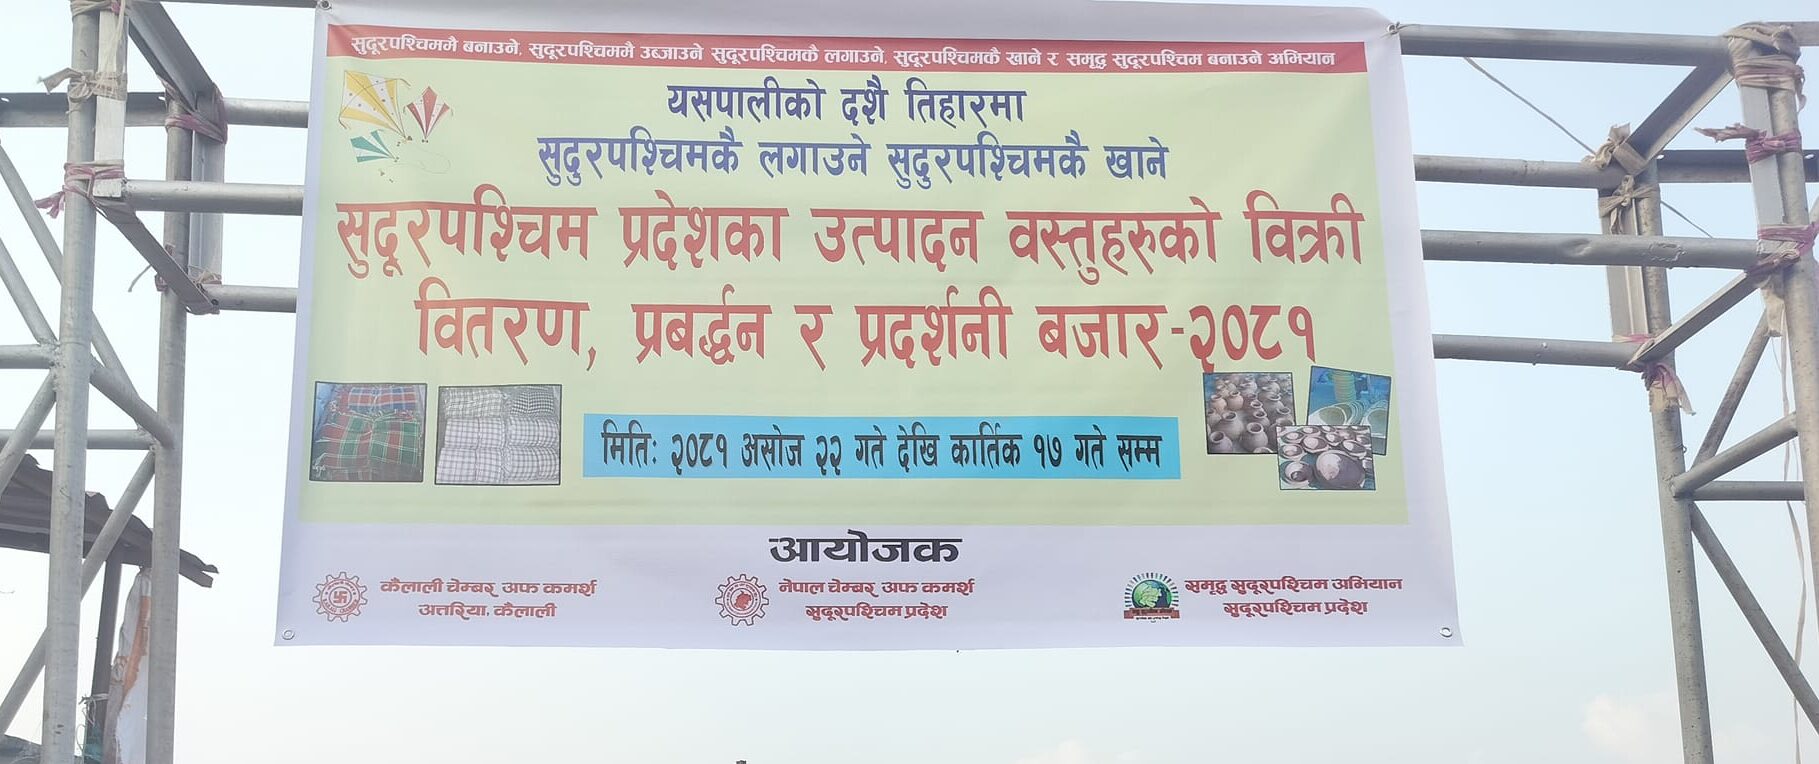 सुदूरपश्चिममै बनाउने, सुदूरपश्चिममै उब्जाउने सुदूरपश्चिमकै लगाउने, सुदूरपश्चिमकै खाने र समृद्ध सुदूरपश्चिम बनाउने अभियान
यसपालीको दशै तिहारमा
सुदुरपश्चिमकै लगाउने सुदुरपश्चिमकै खाने
सुदूरपश्चिम प्रदेशका उत्पादन वस्तुहरुको विक्री
वितरण, प्रबर्द्धन र प्रदर्शनी बजार-२०८१
मिति: २०८१ असोज २२ गते देखि कार्तिक १७ गते सम्म
आयोजक
कैलाली चेम्बर अफ कमर्श
अत्तरिया, कैलाली
नेपाल चेम्बर अफ कमर्श
सुदूरपश्चिम प्रदेश
समृद्ध सुदूरपश्चिम अभियान
सुदूरपश्चिम प्रदेश